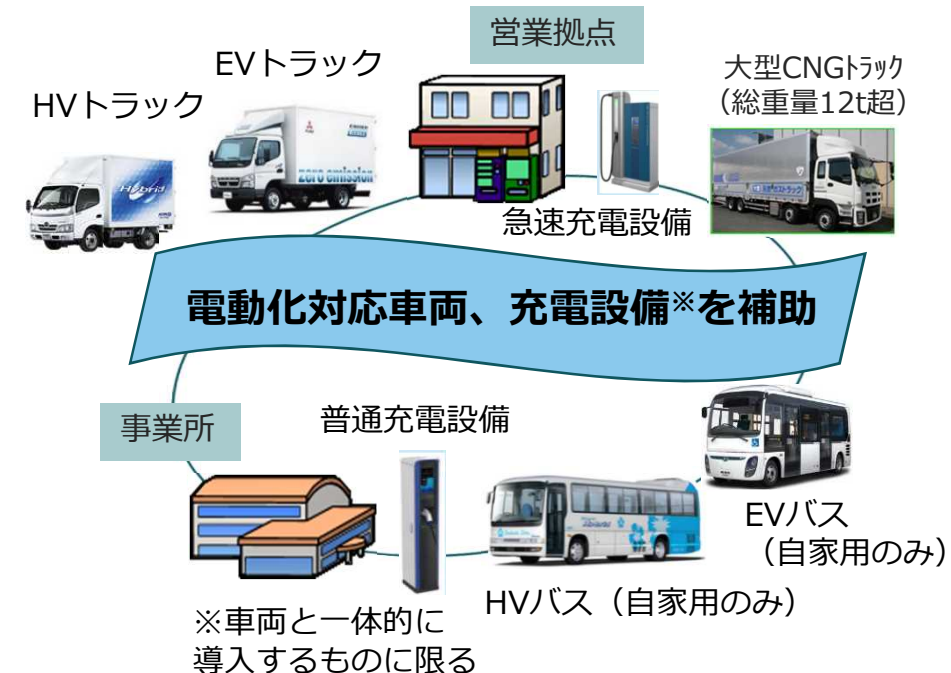 営業拠点
EVトラック
HVトラック
大型CNGﾄﾗｯｸ
（総重量12t超）
Hybrid
zero emission
急速充電設備
電動化対応車両、充電設備※を補助
事業所
普通充電設備
EVバス
（自家用のみ）
HVバス（自家用のみ）
※車両と一体的に
導入するものに限る